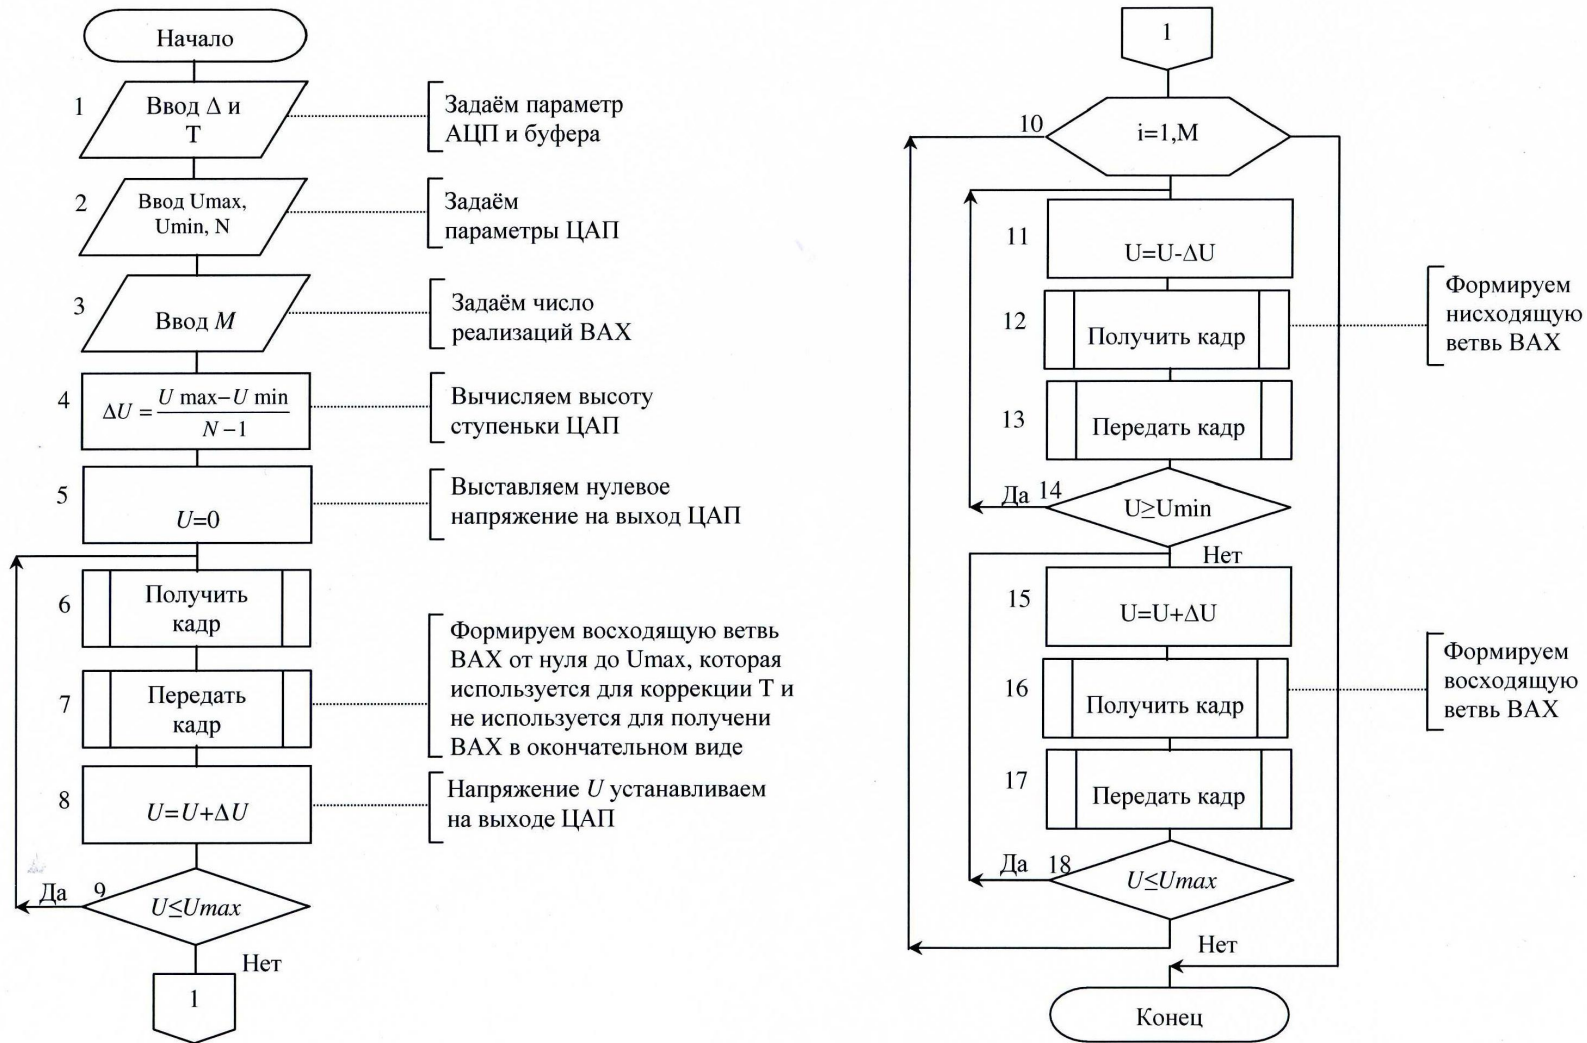 Начало
1
Ввод Δ и
T
Задаём параметр
АЦП и буфера
2
Ввод Umax,
Umin, N
Задаём
параметры ЦАП
3
Ввод M
Задаём число
реализаций ВАХ
4
ΔU = (U max−U min)/(N−1)
Вычисляем высоту
ступеньки ЦАП
5
U=0
Выставляем нулевое
напряжение на выход ЦАП
6
Получить
кадр
7
Передать
кадр
Формируем восходящую ветвь
ВАХ от нуля до Umax, которая
используется для коррекции Т и
не используется для получени
ВАХ в окончательном виде
8
U=U+ΔU
Напряжение U устанавливаем
на выходе ЦАП
Да
9
U≤Umax
Нет
1
1
10
i=1,M
11
U=U-ΔU
12
Получить кадр
Формируем
нисходящую
ветвь ВАХ
13
Передать кадр
Да
14
U≥Umin
Нет
15
U=U+ΔU
16
Получить кадр
Формируем
восходящую
ветвь ВАХ
17
Передать кадр
Да
18
U≤Umax
Нет
Конец